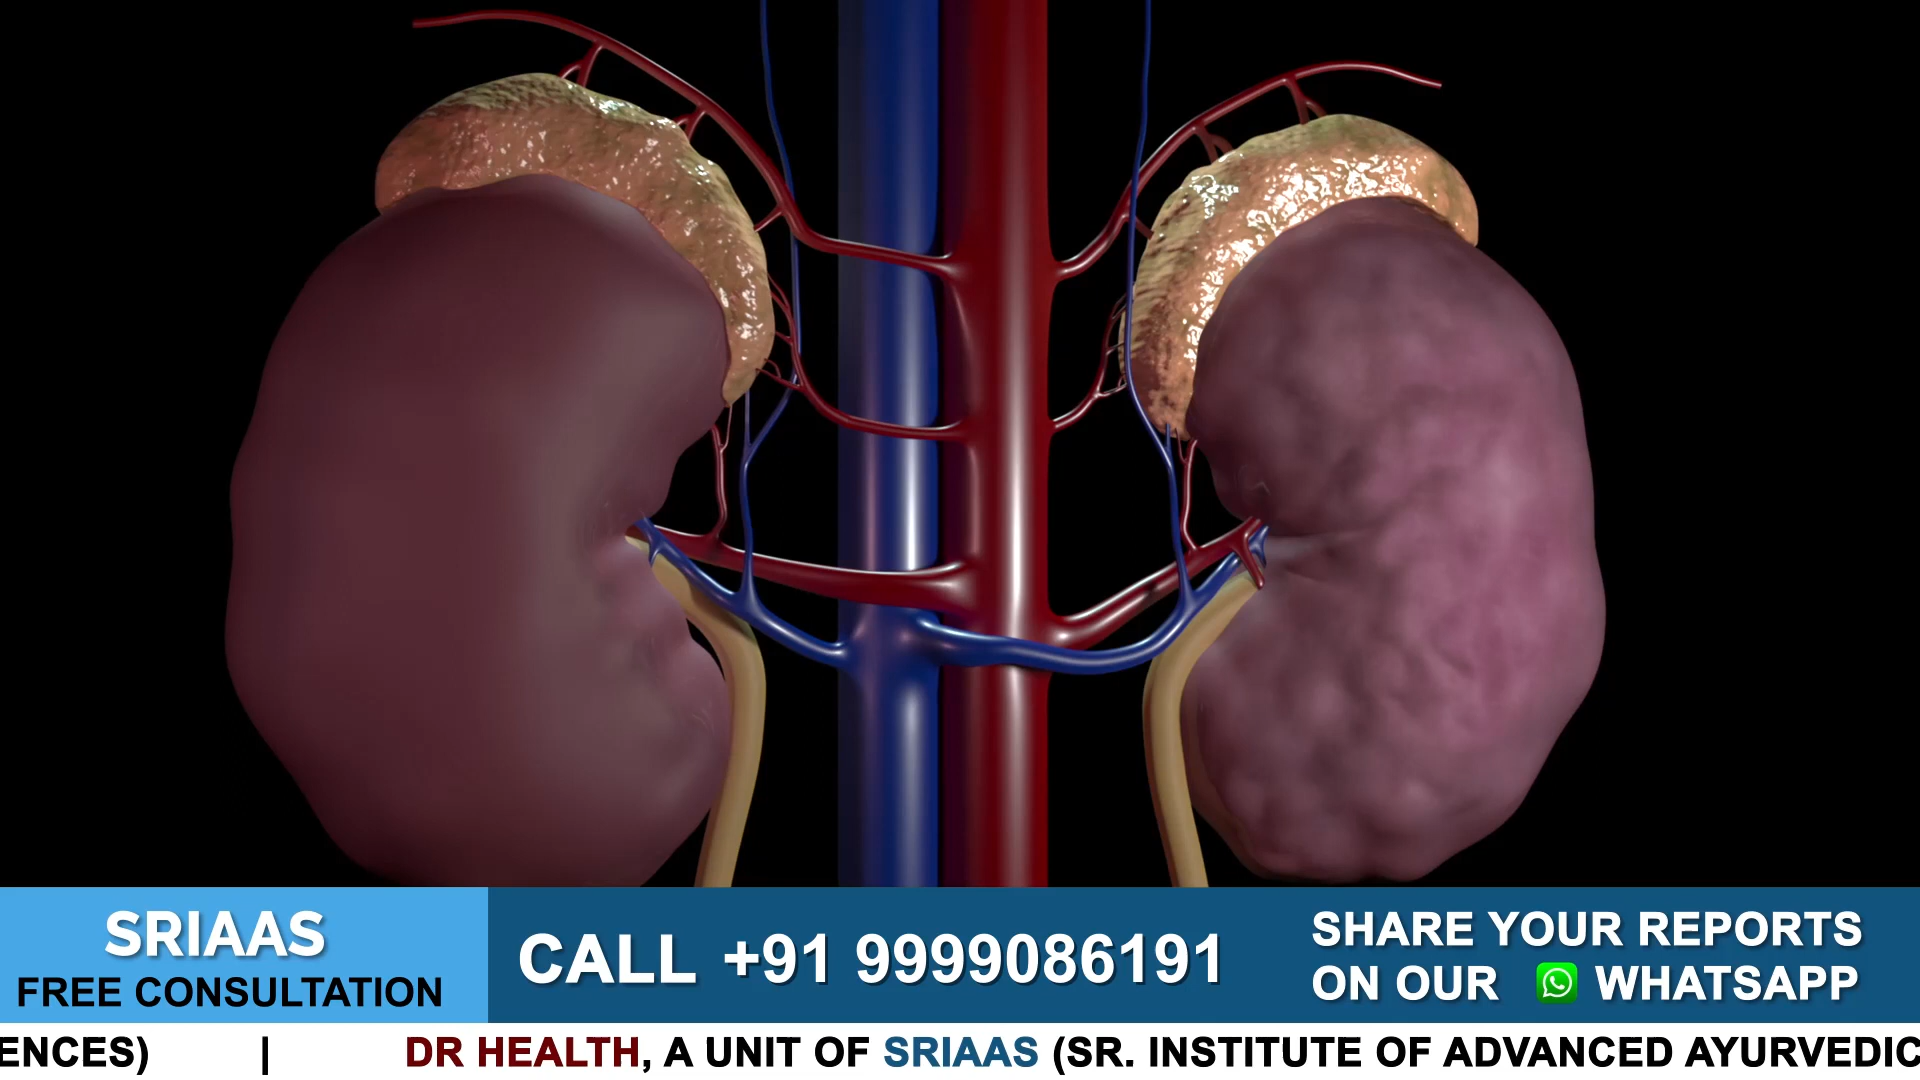 SRIAAS
FREE CONSULTATION
CALL +91 9999086191
SHARE YOUR REPORTS
ON OUR WHATSAPP
ENCES) | DR HEALTH, A UNIT OF SRIAAS (SR. INSTITUTE OF ADVANCED AYURVEDIC